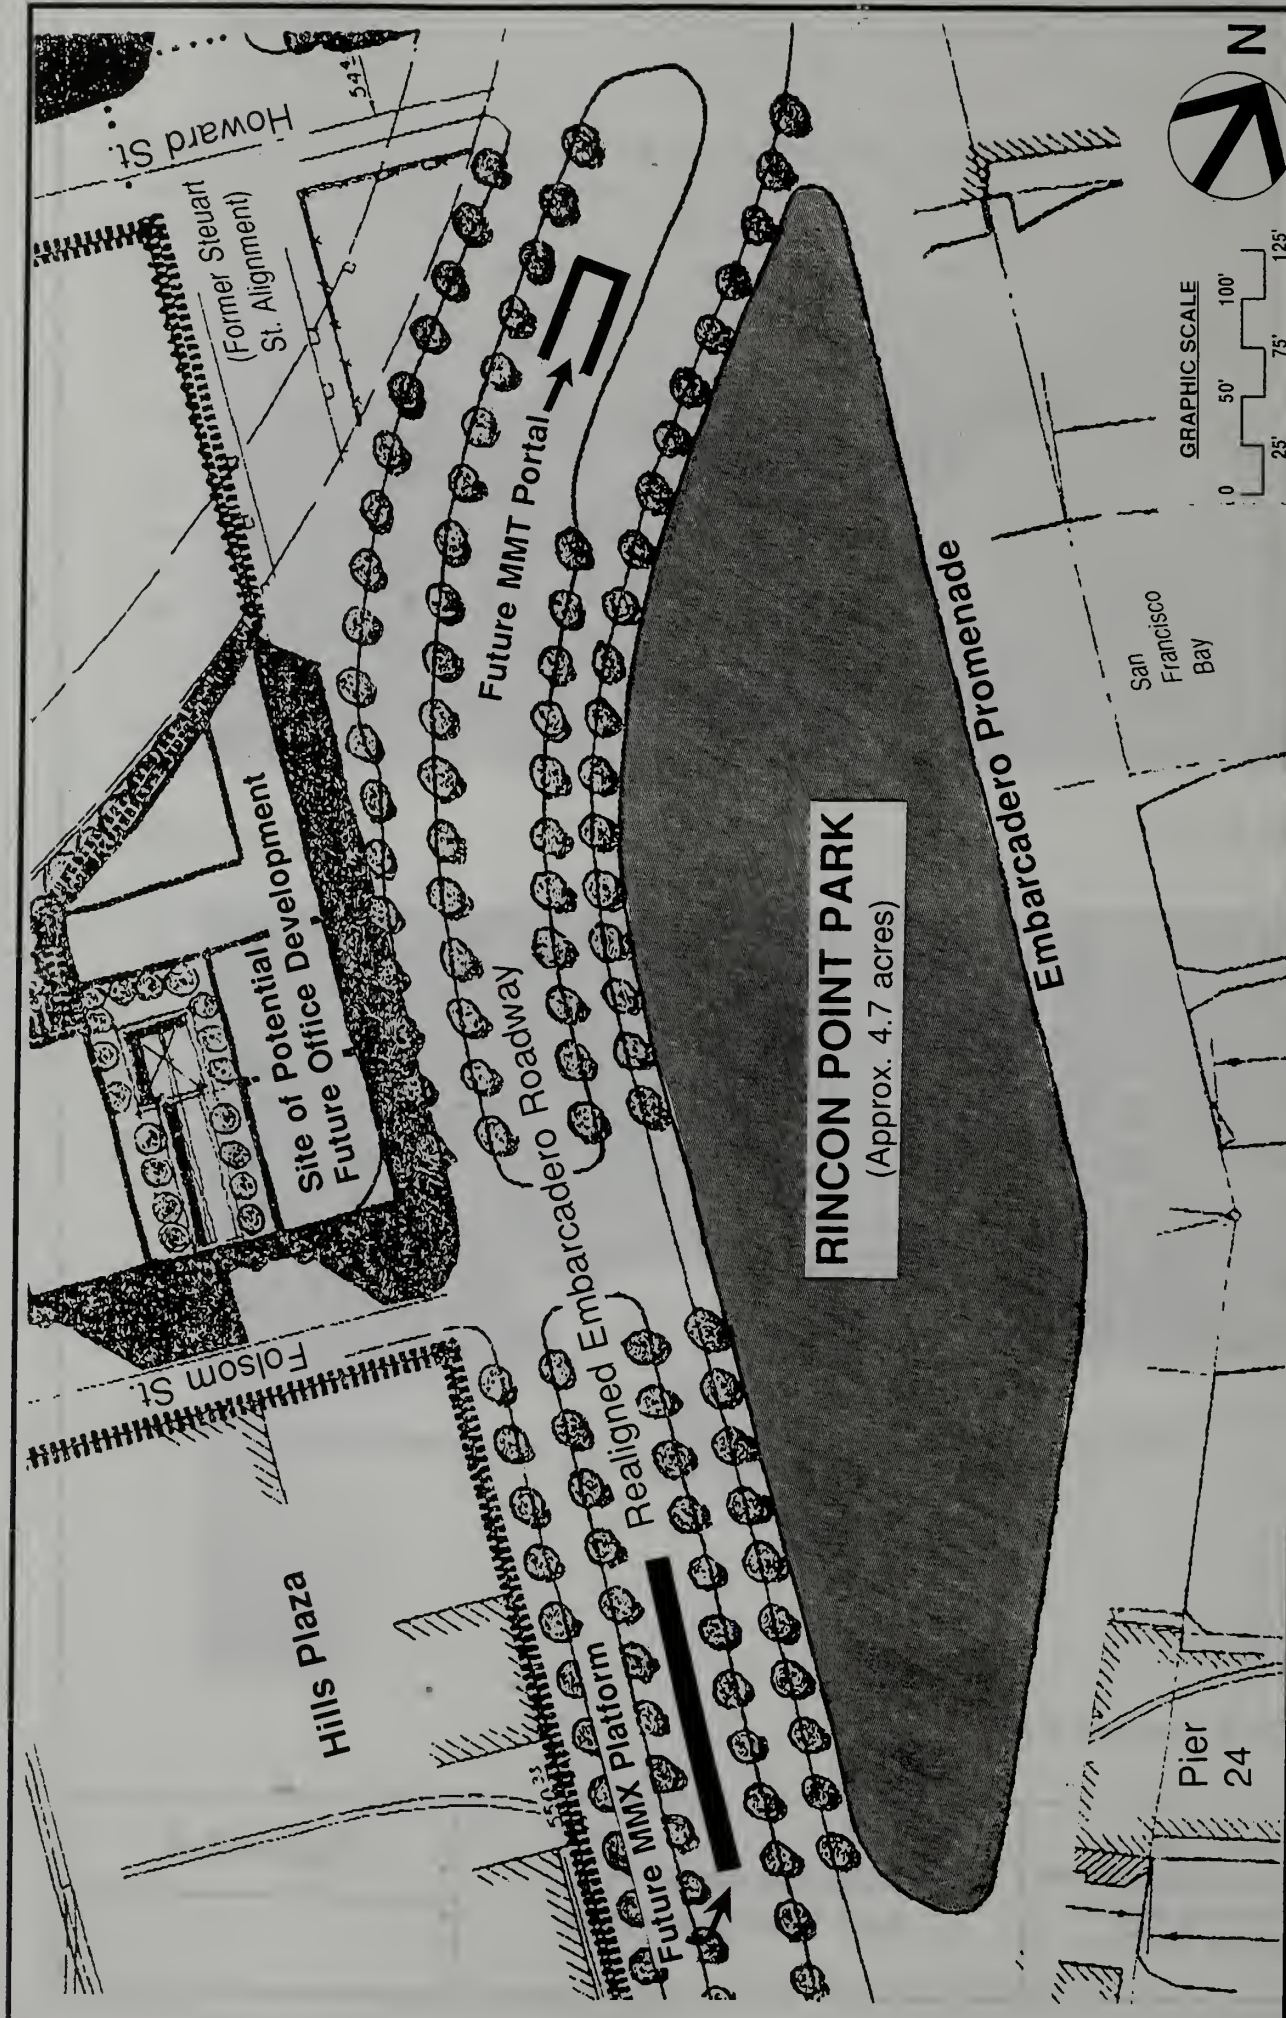 Howard St.
54
(Former Steuart
St. Alignment)
N
GRAPHIC SCALE
0
25'
50'
75'
100'
125'
Future MMT Portal
Site of Potential
Future Office Development
Embarcadero Promenade
San
Francisco
Bay
RINCON POINT PARK
(Approx. 4.7 acres)
Realigned Embarcadero Roadway
Folsom St.
Hills Plaza
Future MMX Platform
Pier
24